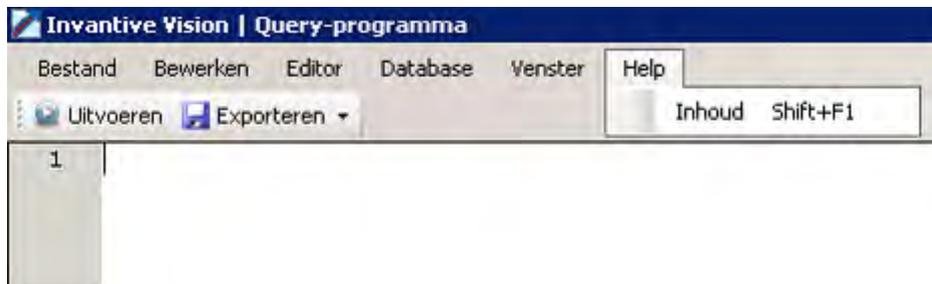 Invantive Vision | Query-programma
Bestand Bewerken Editor Database Venster Help
Uitvoeren Exporteren Inhoud Shift+F1
1